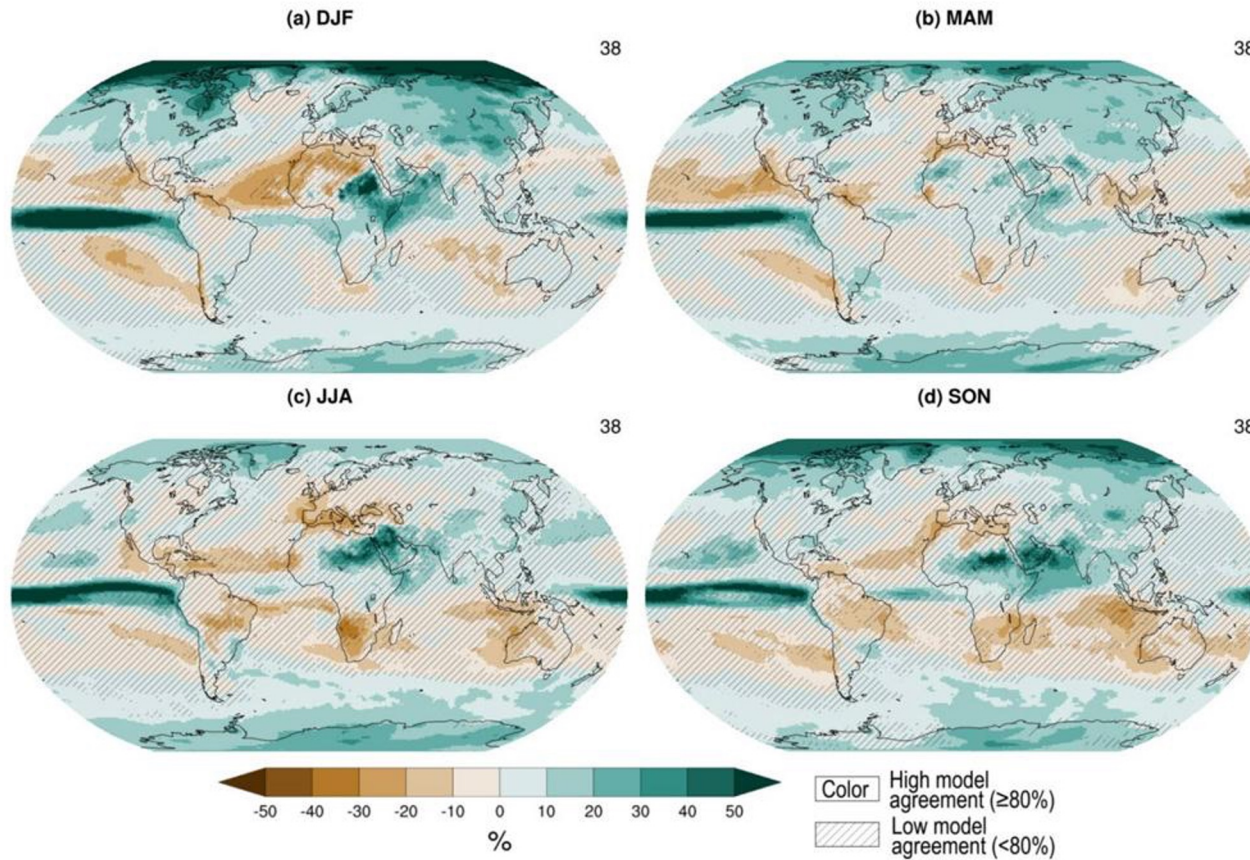 (a) DJF
(b) MAM
38
38
(c) JJA
(d) SON
38
38
-50 -40 -30 -20 -10 0 10 20 30 40 50
%
Color
High model
agreement (≥80%)
Low model
agreement (<80%)